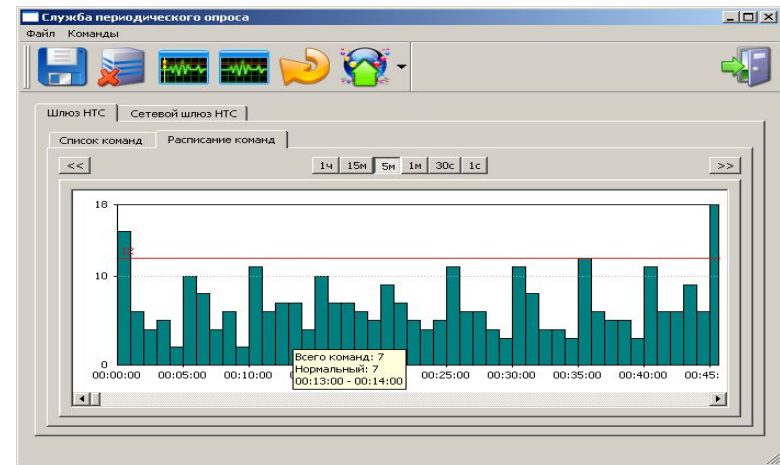 Служба периодического опроса
Файл Команды
Шлюз НТС Сетевой шлюз НТС
Список команд Расписание команд
<< 1ч 15м 5м 1м 30с 1с >>
18
12
10
0
00:00:00 00:05:00 00:10:00 00:25:00 00:30:00 00:35:00 00:40:00 00:45:
Всего команд: 7
Нормальный: 7
00:13:00 - 00:14:00